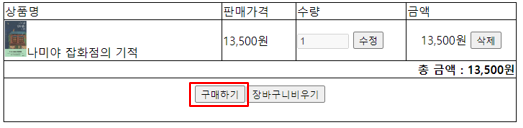 상품명 판매가격 수량 금액
나미야 잡화점의 기적 13,500원 1 수정 13,500원 삭제
총 금액 : 13,500원
구매하기 장바구니비우기